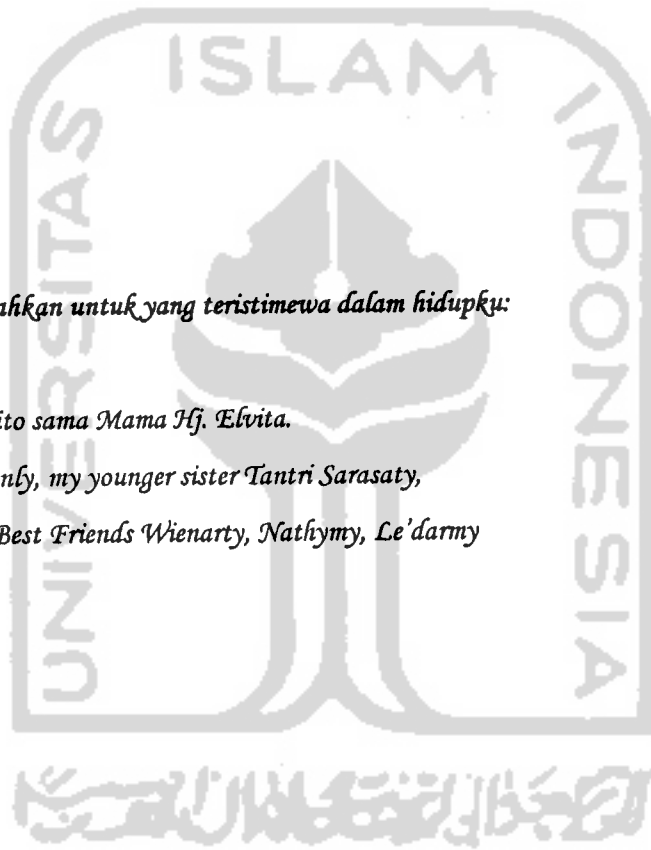 ISLAM
UNIVERSITAS
INDONESIA
ahkan untuk yang teristimewa dalam hidupku:
ito sama Mama Hj. Elvita.
nly, my younger sister Tantri Sarasaty,
Best Friends Wienarty, Nathymy, Le'darmy